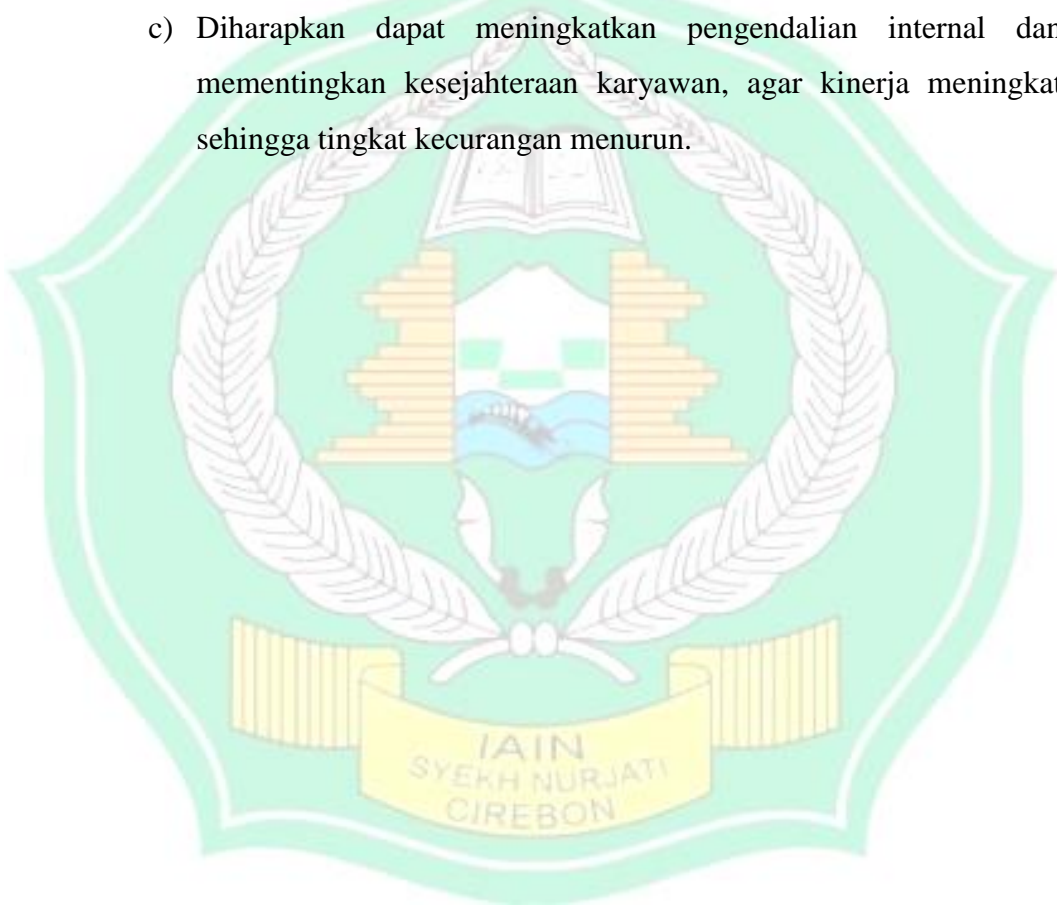 c) Diharapkan dapat meningkatkan pengendalian internal dan
mementingkan kesejahteraan karyawan, agar kinerja meningkat
sehingga tingkat kecurangan menurun.
IAIN
SYEKH NURJATI
CIREBON